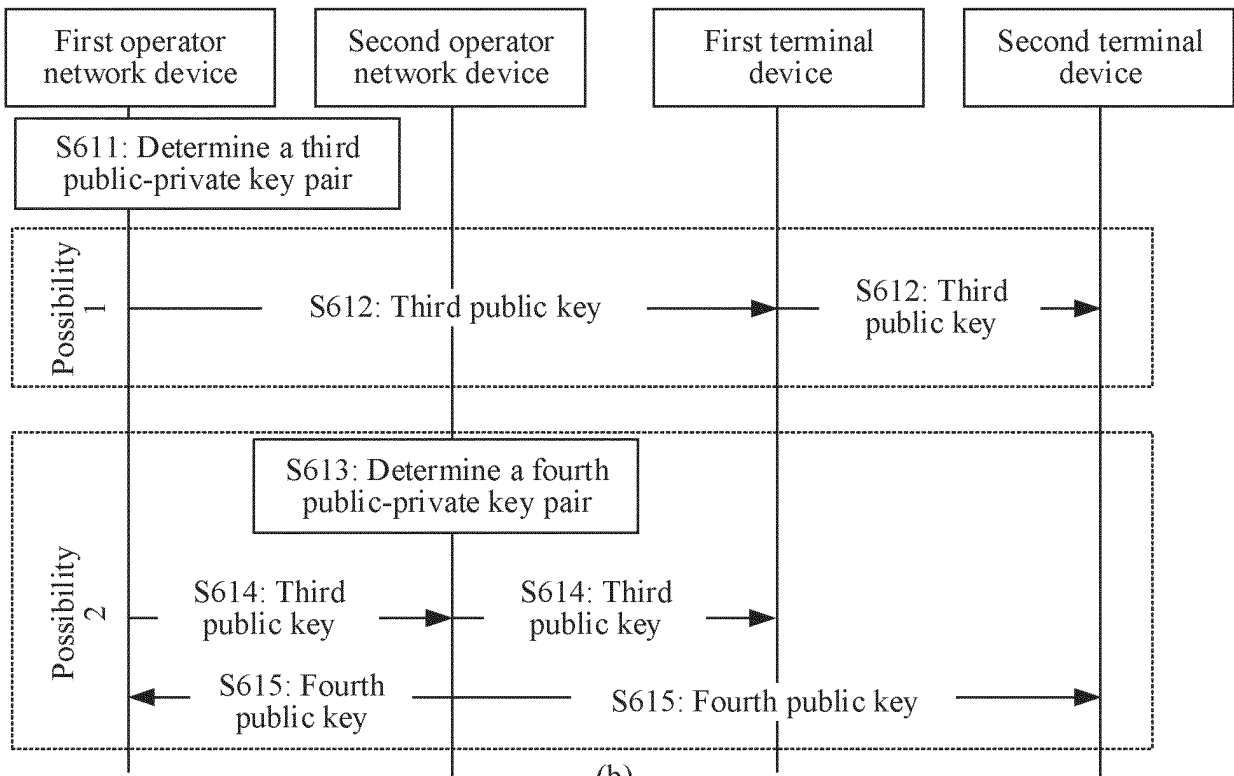 First operator
network device
Second operator
network device
First terminal
device
Second terminal
device
S611: Determine a third
public-private key pair
Possibility
1
S612: Third public key
S612: Third
public key
Possibility
2
S613: Determine a fourth
public-private key pair
S614: Third
public key
S614: Third
public key
S615: Fourth
public key
S615: Fourth public key
(b)